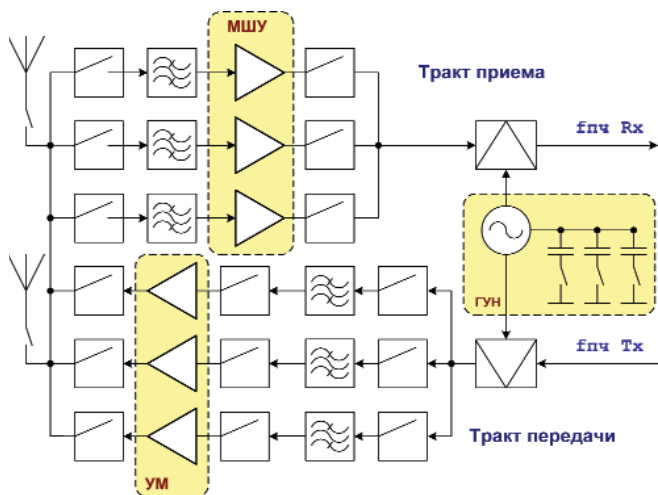 МШУ
Тракт приема
fпч Rx
ГУН
fпч Tx
Тракт передачи
УМ